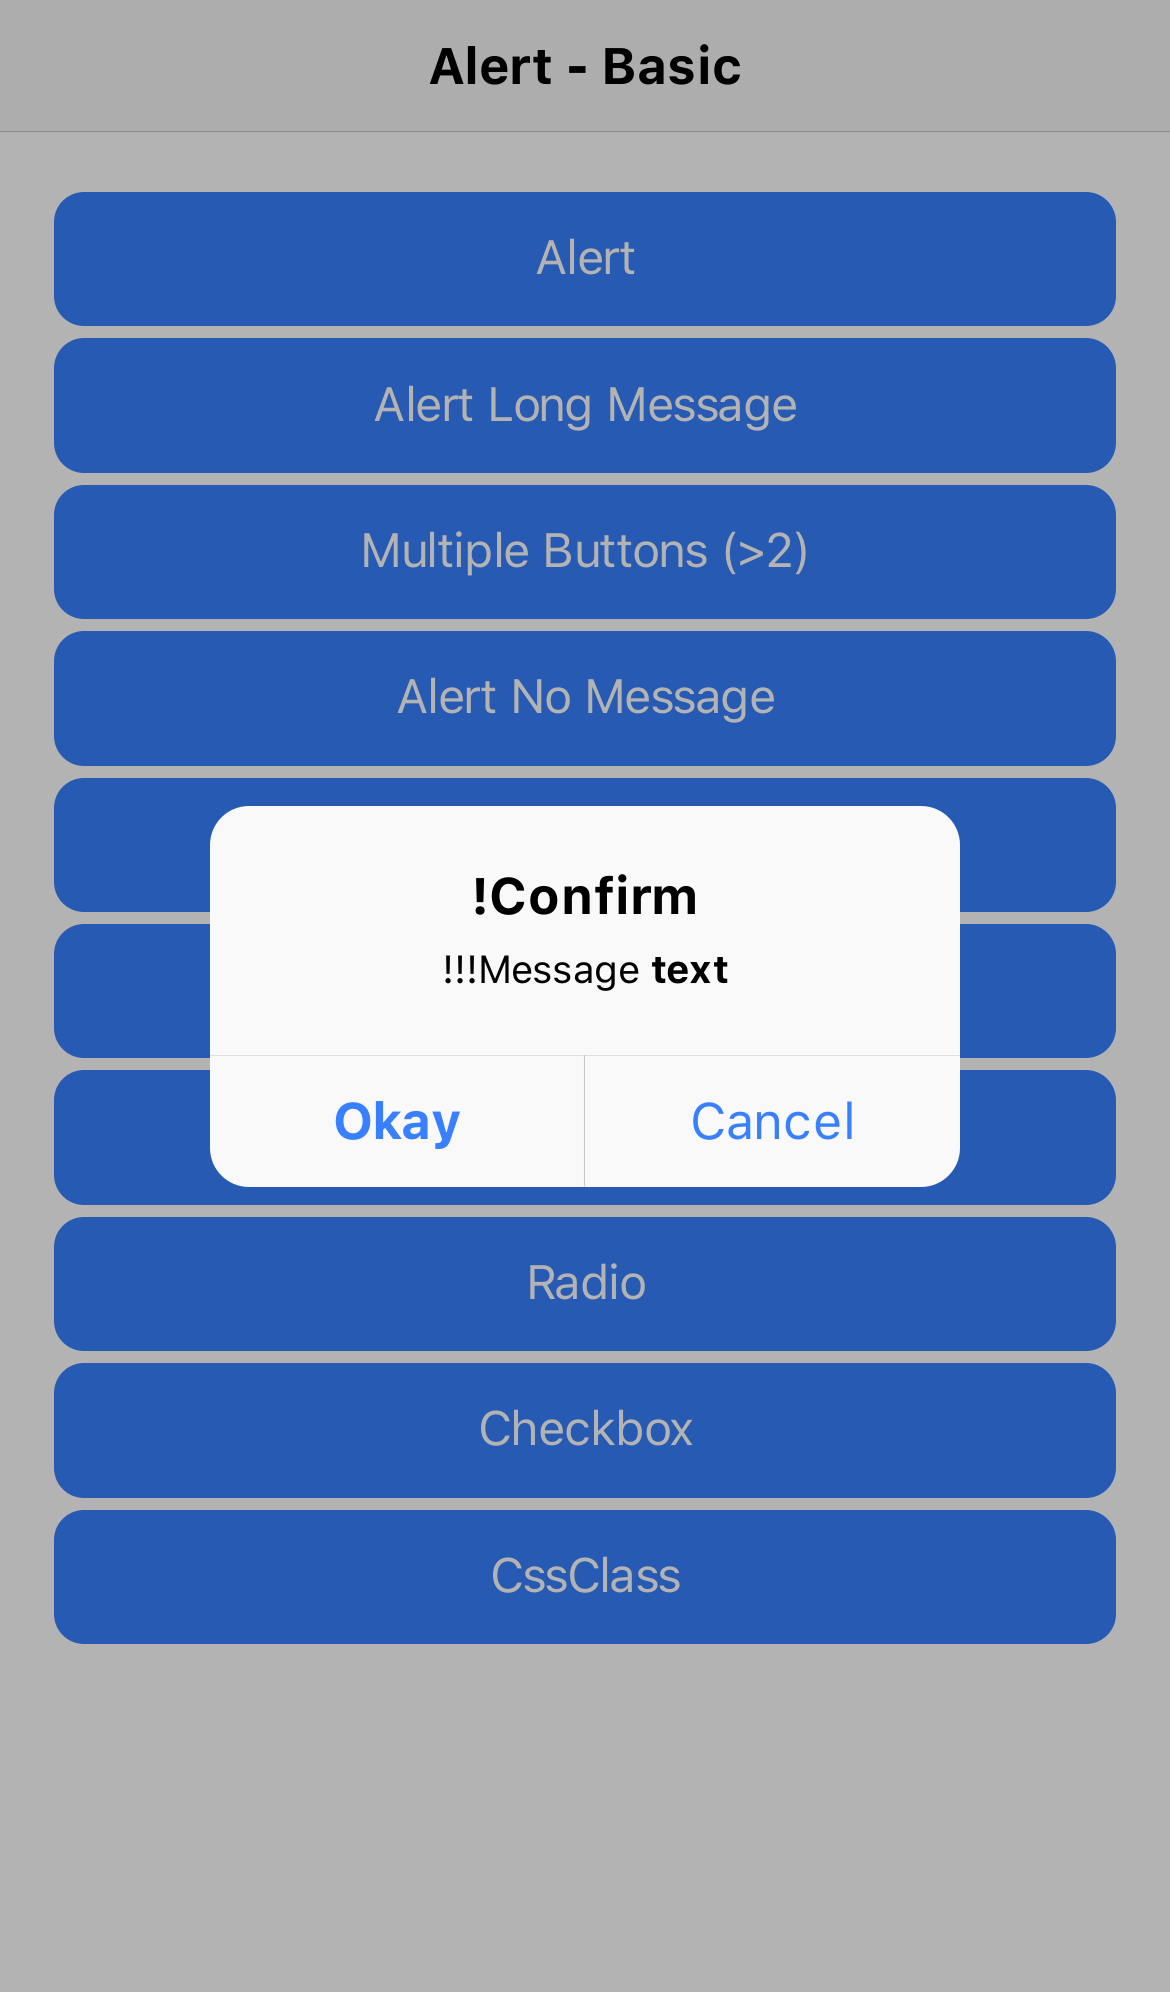 Alert - Basic
Alert
Alert Long Message
Multiple Buttons (>2)
Alert No Message
!Confirm
!!!Message text
Okay
Cancel
Radio
Checkbox
CssClass